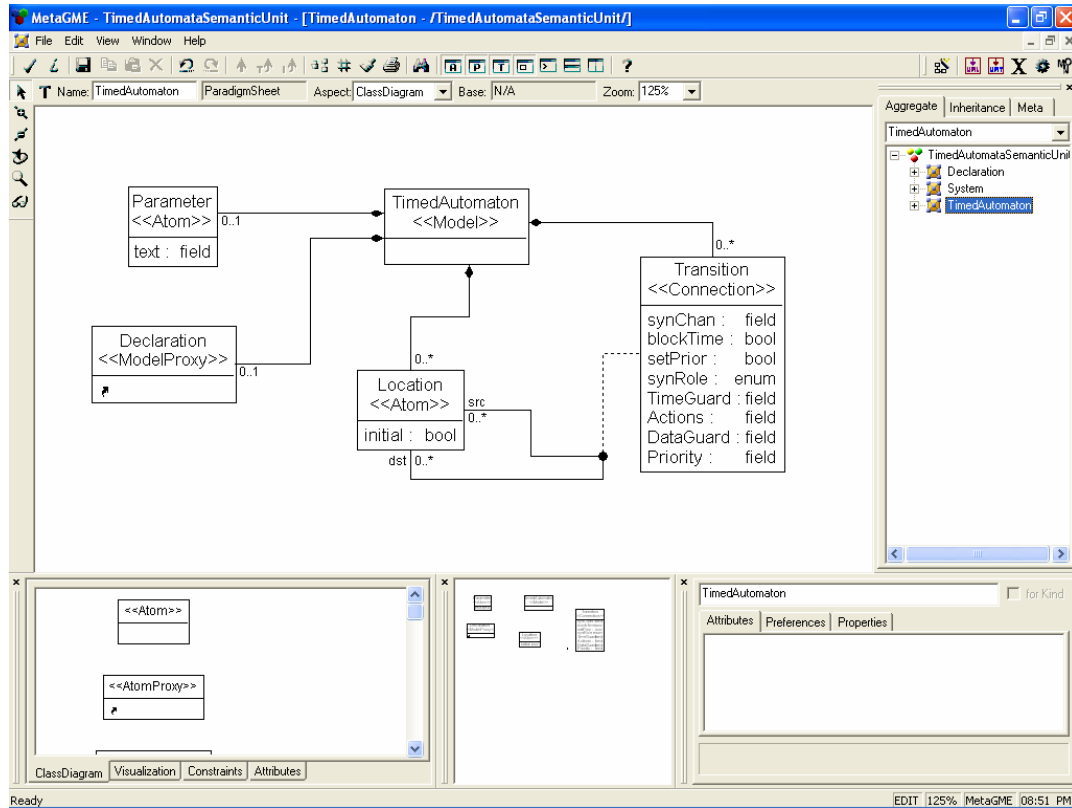 MetaGME - TimedAutomataSemanticUnit - [TimedAutomaton - /TimedAutomataSemanticUnit/]
File Edit View Window Help
Name: TimedAutomaton ParadigmSheet Aspect: ClassDiagram Base: N/A Zoom: 125%
Aggregate Inheritance Meta
TimedAutomaton
TimedAutomataSemanticUnit
Declaration
System
TimedAutomaton
Parameter
<<Atom>>
text : field
0..1
TimedAutomaton
<<Model>>
0..*
Transition
<<Connection>>
synChan : field
blockTime : bool
setPrior : bool
synRole : enum
TimeGuard : field
Actions : field
DataGuard : field
Priority : field
Declaration
<<ModelProxy>>
0..1
0..*
Location
<<Atom>>
initial : bool
src
0..*
dst 0..*
<<Atom>>
<<AtomProxy>>
ClassDiagram Visualization Constraints Attributes
TimedAutomaton for Kind
Attributes Preferences Properties
Ready EDIT 125% MetaGME 08:51 PM